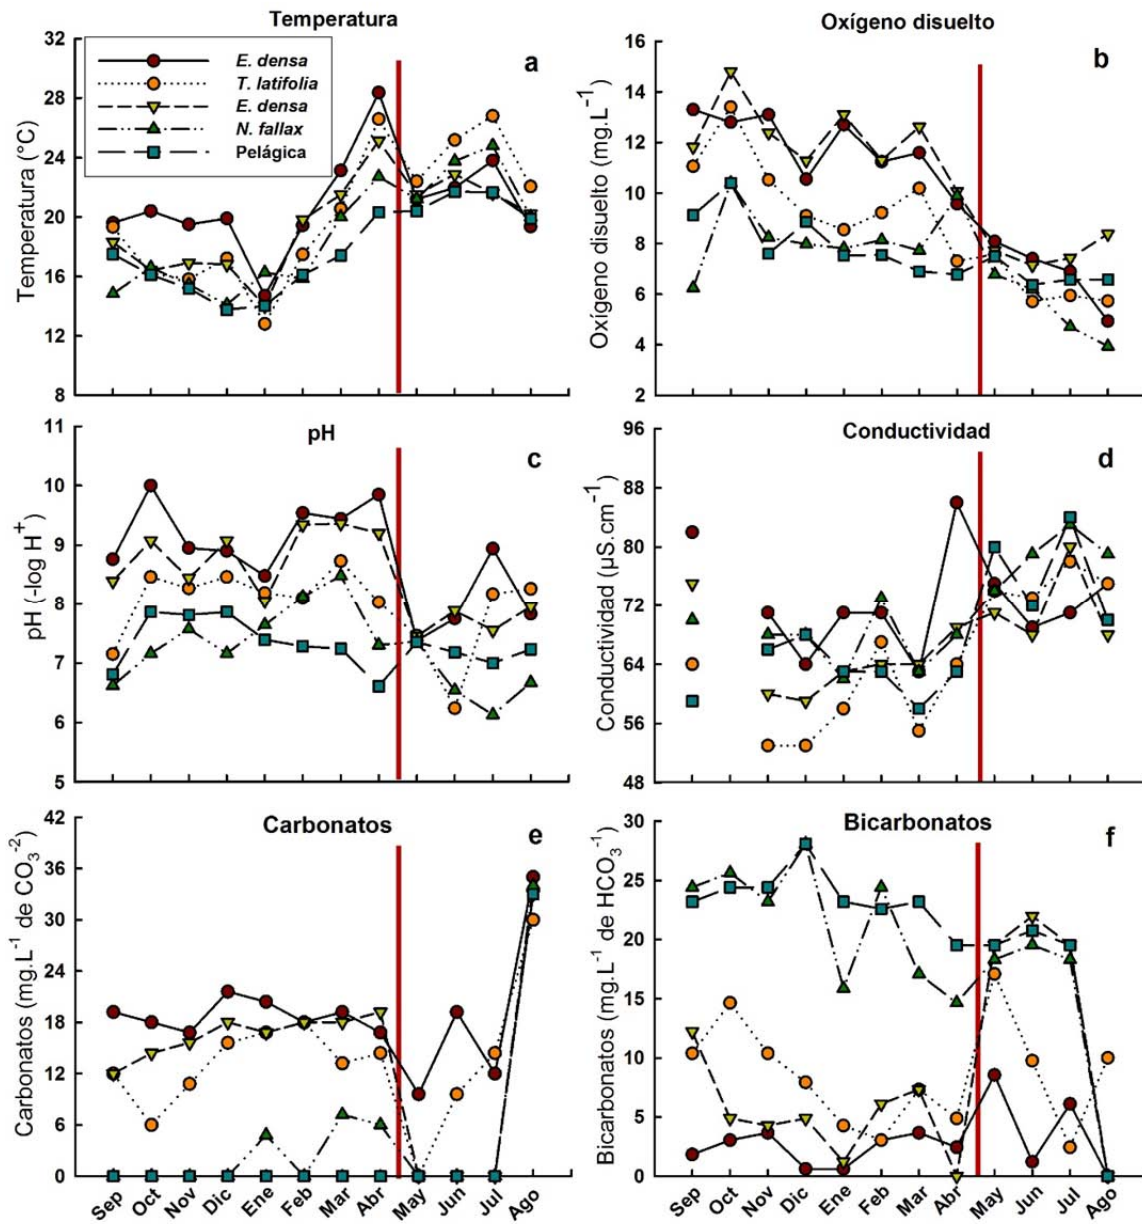 Temperatura
Temperatura (°C)
32
28
24
20
16
12
8
E. densa
T. latifolia
E. densa
N. fallax
Pelágica
a
Oxígeno disuelto
Oxígeno disuelto (mg.L⁻¹)
16
14
12
10
8
6
4
2
b
pH
pH (-log H⁺)
11
10
9
8
7
6
5
c
Conductividad
Conductividad (µS.cm⁻¹)
96
88
80
72
64
56
48
d
Carbonatos
Carbonatos (mg.L⁻¹ de CO₃⁻²)
42
36
30
24
18
12
6
0
e
Sep Oct Nov Dic Ene Feb Mar Abr May Jun Jul Ago
Bicarbonatos
Bicarbonatos (mg.L⁻¹ de HCO₃⁻¹)
30
25
20
15
10
5
0
f
Sep Oct Nov Dic Ene Feb Mar Abr May Jun Jul Ago